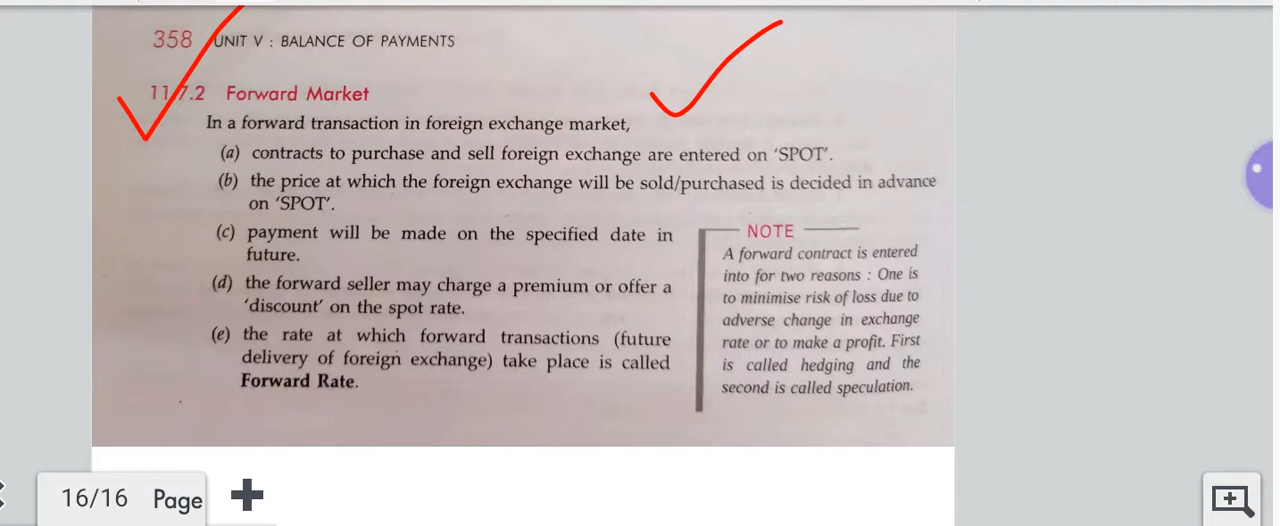 358 UNIT V : BALANCE OF PAYMENTS
11.7.2 Forward Market
In a forward transaction in foreign exchange market,
(a) contracts to purchase and sell foreign exchange are entered on ‘SPOT’.
(b) the price at which the foreign exchange will be sold/purchased is decided in advance
on ‘SPOT’.
(c) payment will be made on the specified date in
future.
(d) the forward seller may charge a premium or offer a
‘discount’ on the spot rate.
(e) the rate at which forward transactions (future
delivery of foreign exchange) take place is called
Forward Rate.
NOTE
A forward contract is entered
into for two reasons : One is
to minimise risk of loss due to
adverse change in exchange
rate or to make a profit. First
is called hedging and the
second is called speculation.
16/16 Page